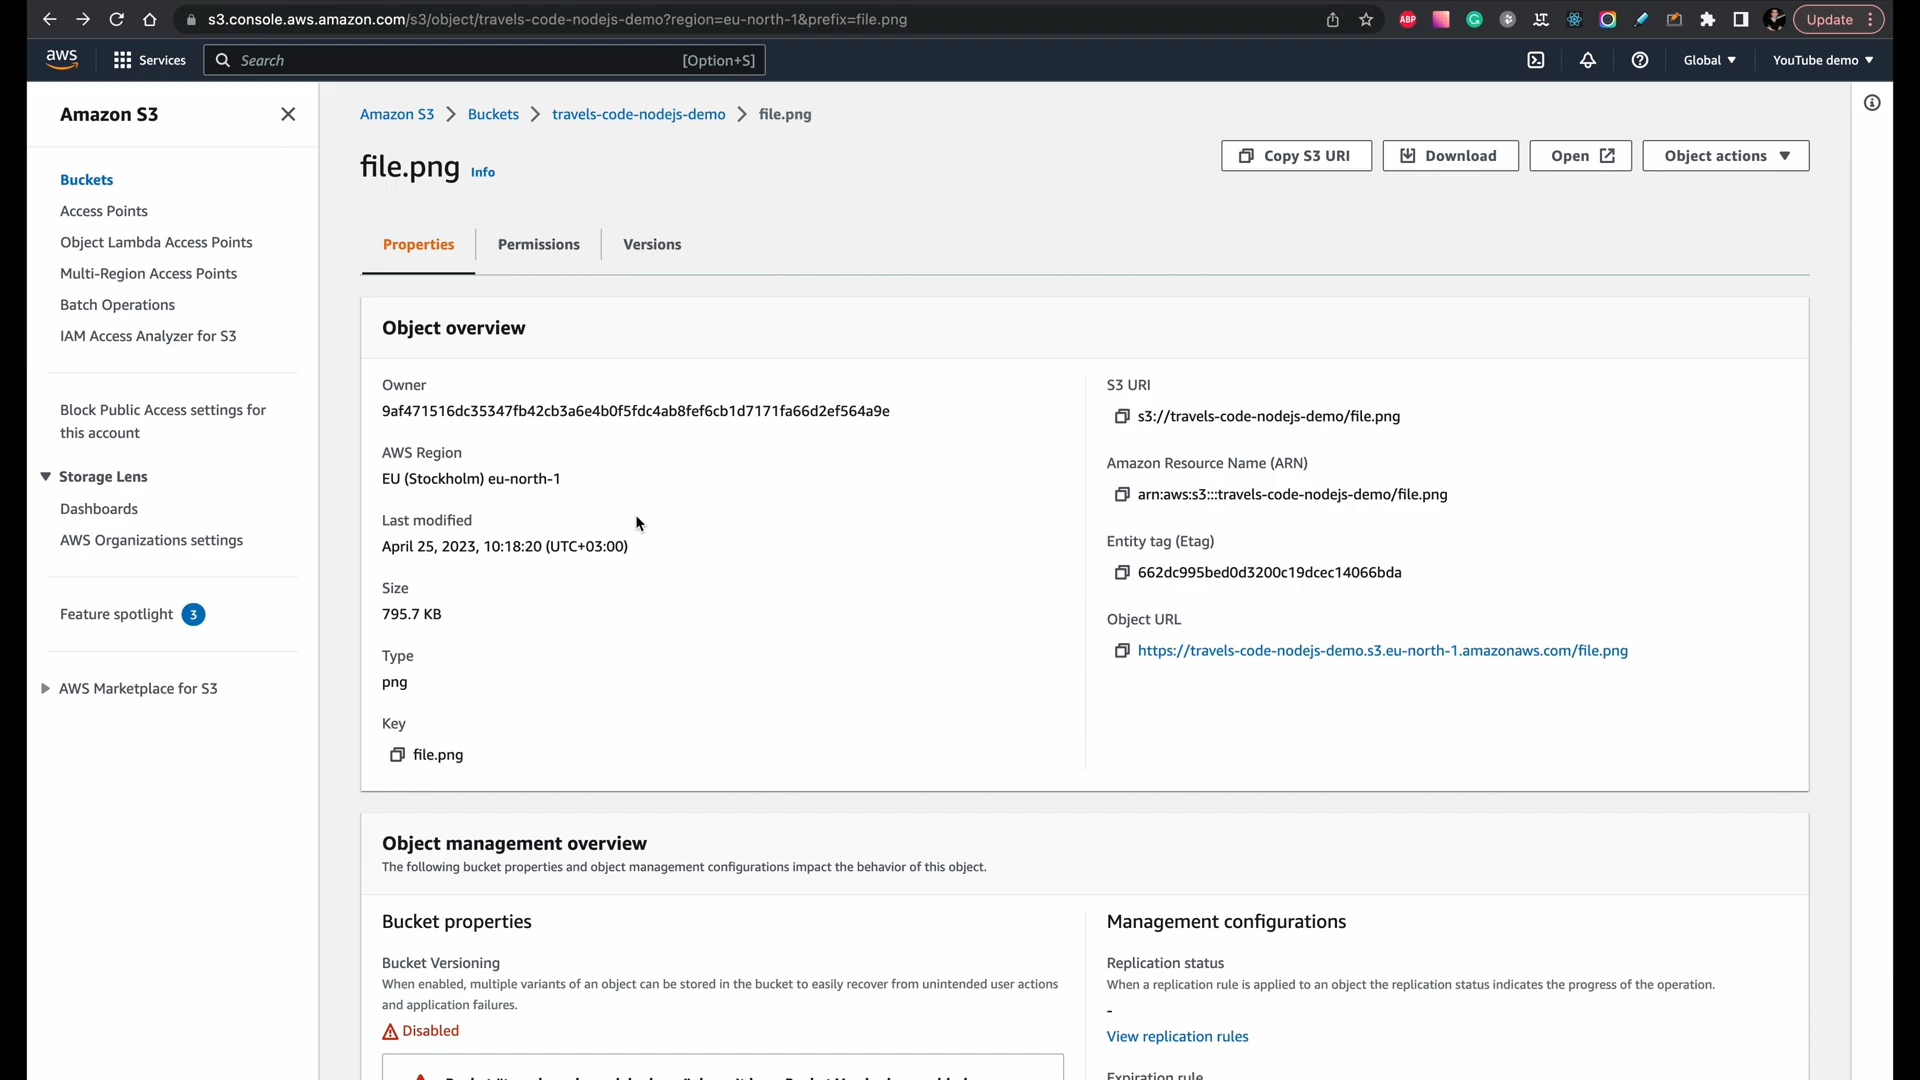 s3.console.aws.amazon.com/s3/object/travels-code-nodejs-demo?region=eu-north-1&prefix=file.png
ABP
Update
aws
Services
Search
[Option+S]
Global
YouTube demo
Amazon S3
Buckets
Access Points
Object Lambda Access Points
Multi-Region Access Points
Batch Operations
IAM Access Analyzer for S3
Block Public Access settings for
this account
Storage Lens
Dashboards
AWS Organizations settings
Feature spotlight 3
AWS Marketplace for S3
Amazon S3 > Buckets > travels-code-nodejs-demo > file.png
file.png Info
Copy S3 URI
Download
Open
Object actions
Properties
Permissions
Versions
Object overview
Owner
9af471516dc35347fb42cb3a6e4b0f5fdc4ab8fef6cb1d7171fa66d2ef564a9e
AWS Region
EU (Stockholm) eu-north-1
Last modified
April 25, 2023, 10:18:20 (UTC+03:00)
Size
795.7 KB
Type
png
Key
file.png
S3 URI
s3://travels-code-nodejs-demo/file.png
Amazon Resource Name (ARN)
arn:aws:s3:::travels-code-nodejs-demo/file.png
Entity tag (Etag)
662dc995bed0d3200c19dcec14066bda
Object URL
https://travels-code-nodejs-demo.s3.eu-north-1.amazonaws.com/file.png
Object management overview
The following bucket properties and object management configurations impact the behavior of this object.
Bucket properties
Bucket Versioning
When enabled, multiple variants of an object can be stored in the bucket to easily recover from unintended user actions
and application failures.
Disabled
Management configurations
Replication status
When a replication rule is applied to an object the replication status indicates the progress of the operation.
-
View replication rules
Expiration rule